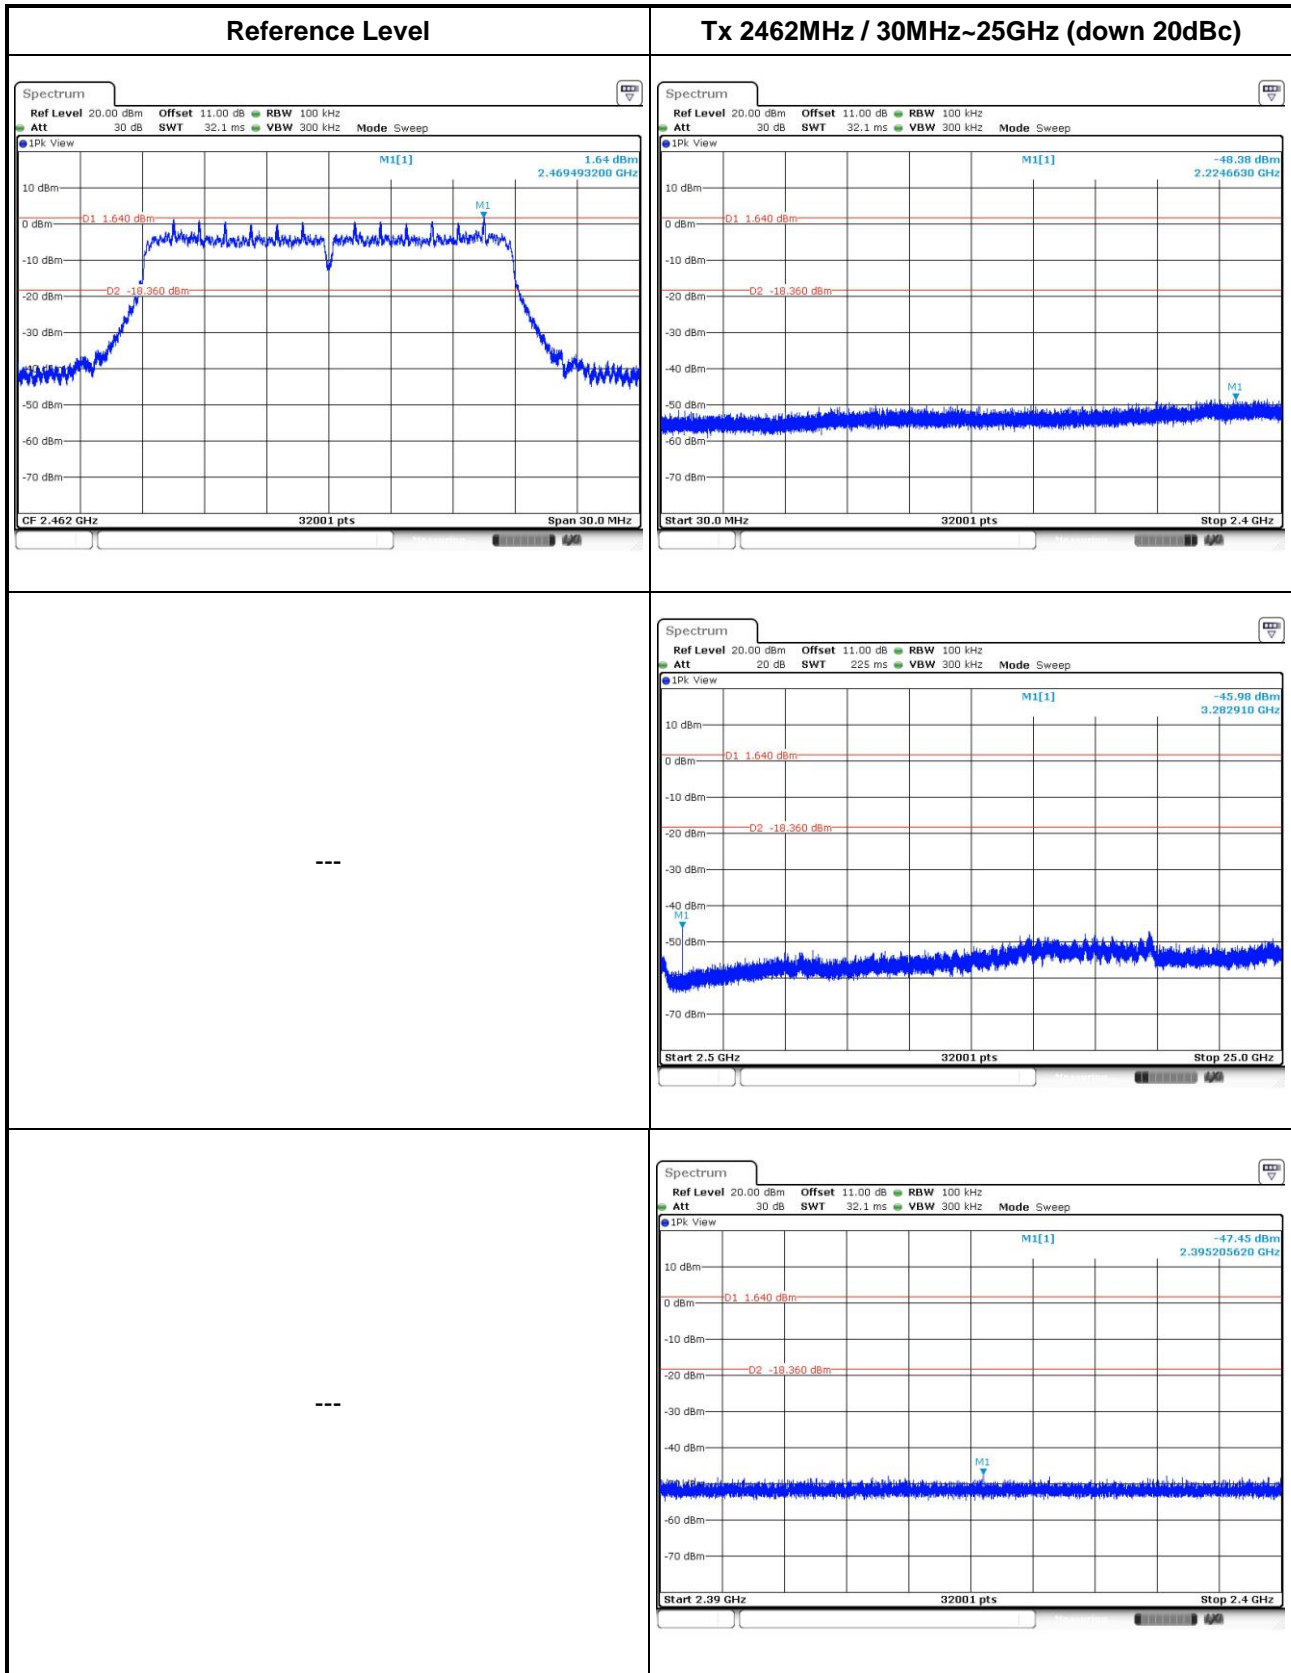 Reference Level
Tx 2462MHz / 30MHz~25GHz (down 20dBc)
Spectrum
Ref Level 20.00 dBm Offset 11.00 dB RBW 100 kHz
Att 30 dB SWT 32.1 ms VBW 300 kHz Mode Sweep
1Pk View
M1[1] 1.64 dBm
2.469493200 GHz
10 dBm
M1
D1 1.640 dBm
0 dBm
-10 dBm
D2 -18.360 dBm
-20 dBm
-30 dBm
-40 dBm
-50 dBm
-60 dBm
-70 dBm
CF 2.462 GHz 32001 pts Span 30.0 MHz
Spectrum
Ref Level 20.00 dBm Offset 11.00 dB RBW 100 kHz
Att 30 dB SWT 32.1 ms VBW 300 kHz Mode Sweep
1Pk View
M1[1] -48.38 dBm
2.2246630 GHz
10 dBm
D1 1.640 dBm
0 dBm
-10 dBm
D2 -18.360 dBm
-20 dBm
-30 dBm
-40 dBm
M1
-50 dBm
-60 dBm
-70 dBm
Start 30.0 MHz 32001 pts Stop 2.4 GHz
---
Spectrum
Ref Level 20.00 dBm Offset 11.00 dB RBW 100 kHz
Att 20 dB SWT 225 ms VBW 300 kHz Mode Sweep
1Pk View
M1[1] -45.98 dBm
3.282910 GHz
10 dBm
D1 1.640 dBm
0 dBm
-10 dBm
D2 -18.360 dBm
-20 dBm
-30 dBm
-40 dBm
M1
-50 dBm
-70 dBm
Start 2.5 GHz 32001 pts Stop 25.0 GHz
---
Spectrum
Ref Level 20.00 dBm Offset 11.00 dB RBW 100 kHz
Att 30 dB SWT 32.1 ms VBW 300 kHz Mode Sweep
1Pk View
M1[1] -47.45 dBm
2.395205620 GHz
10 dBm
D1 1.640 dBm
0 dBm
-10 dBm
D2 -18.360 dBm
-20 dBm
-30 dBm
-40 dBm
M1
-60 dBm
-70 dBm
Start 2.39 GHz 32001 pts Stop 2.4 GHz